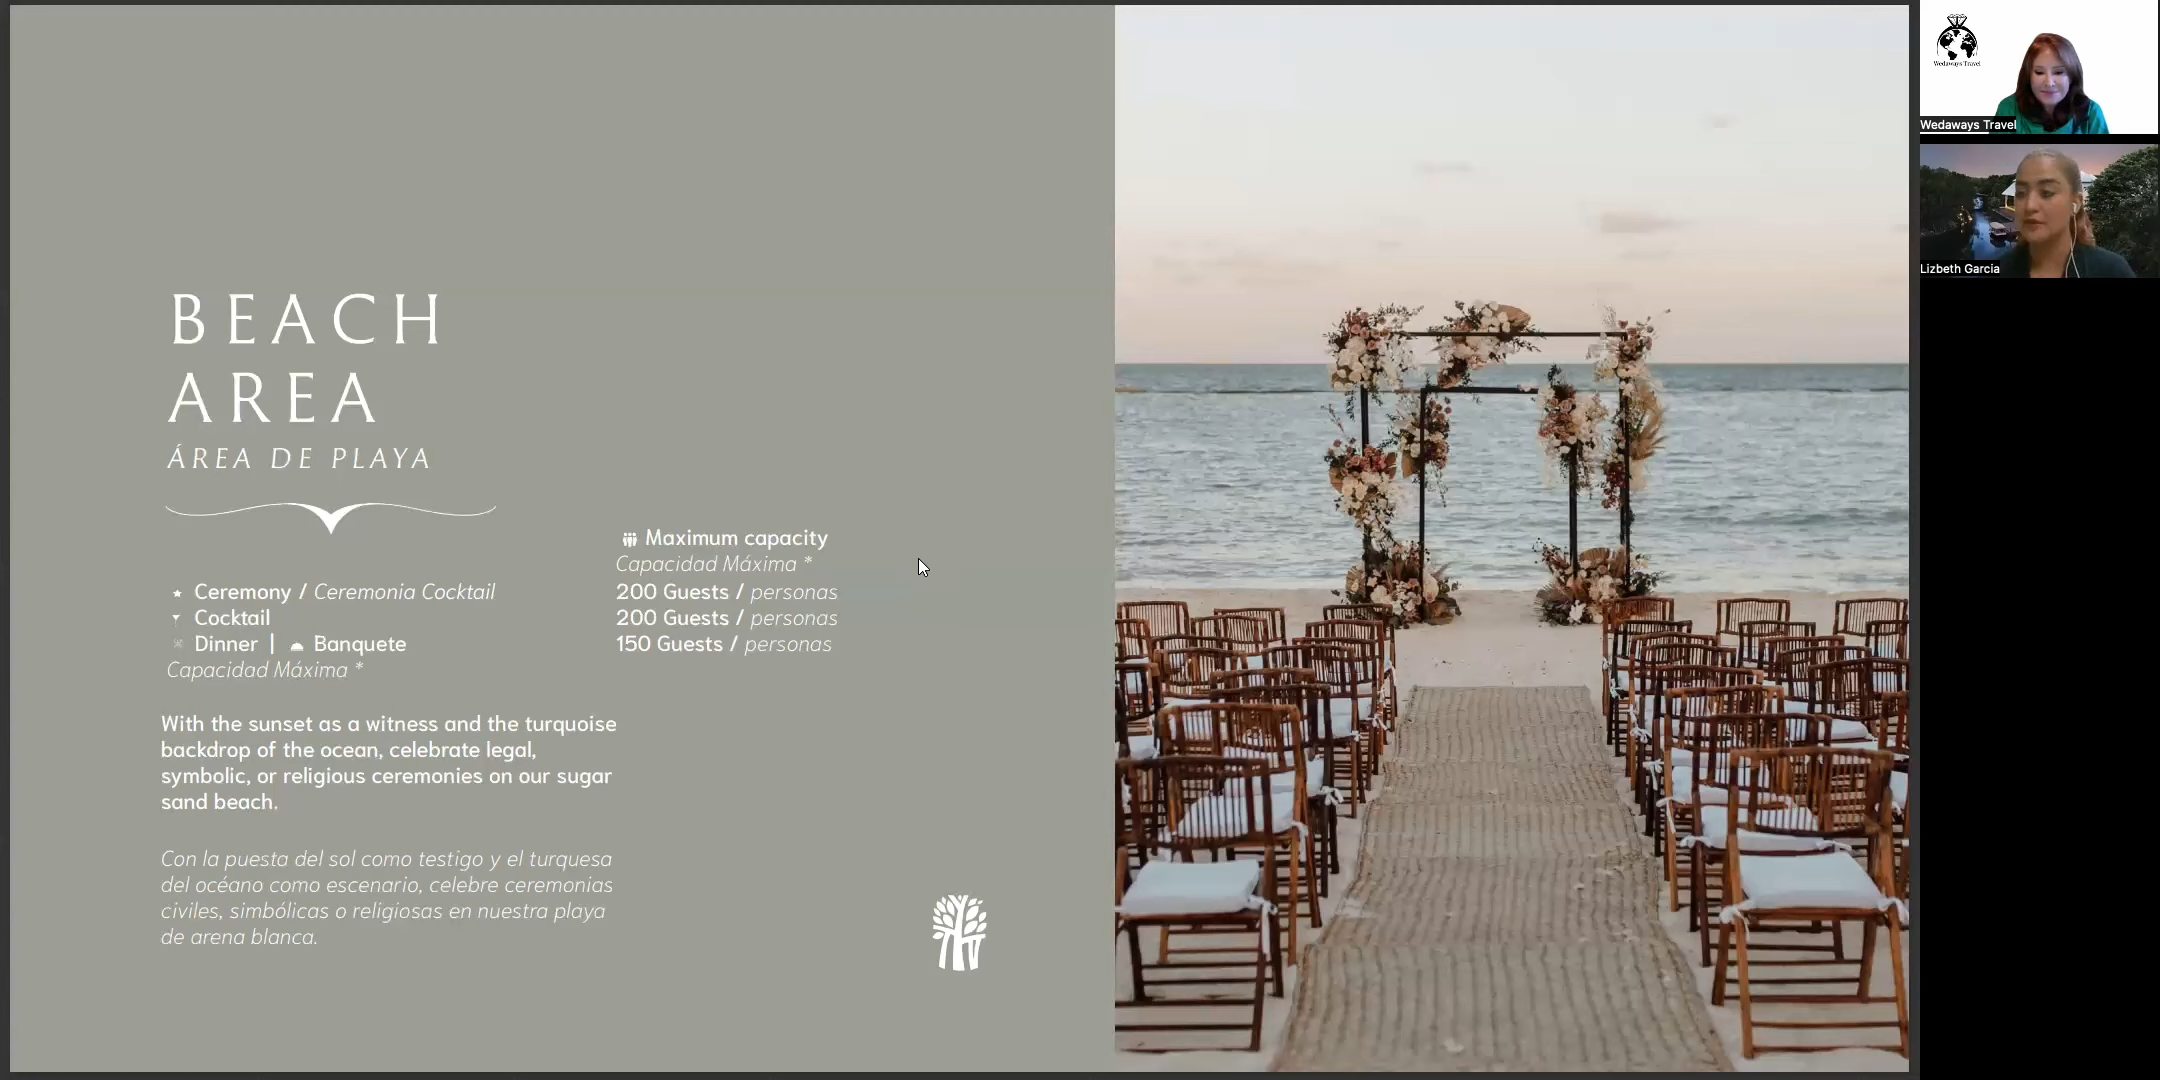 BEACH
AREA
ÁREA DE PLAYA
Ceremony / Ceremonia Cocktail
Cocktail
Dinner | Banquete
Capacidad Máxima *
Maximum capacity
Capacidad Máxima *
200 Guests / personas
200 Guests / personas
150 Guests / personas
With the sunset as a witness and the turquoise
backdrop of the ocean, celebrate legal,
symbolic, or religious ceremonies on our sugar
sand beach.
Con la puesta del sol como testigo y el turquesa
del océano como escenario, celebre ceremonias
civiles, simbólicas o religiosas en nuestra playa
de arena blanca.
Wedaways Travel
Wedaways Travel
Lizbeth Garcia